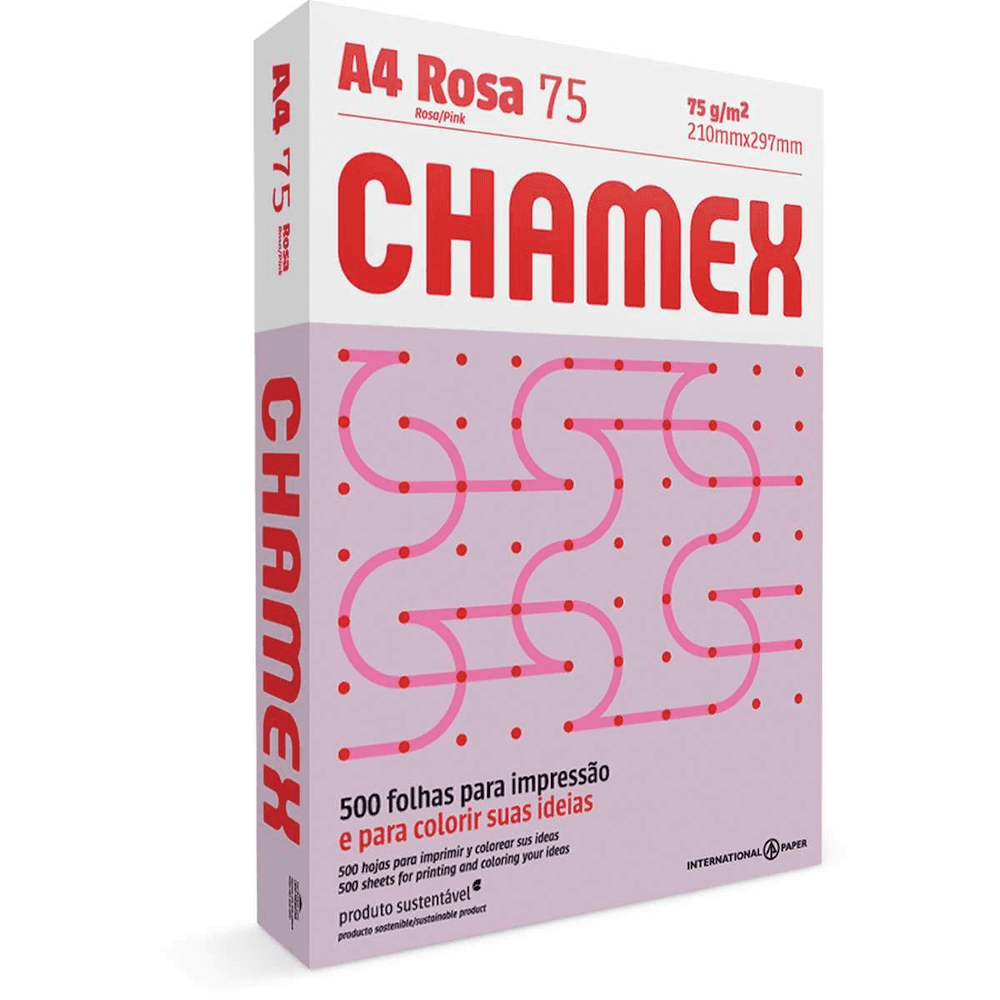 A4 Rosa 75
Rosa/Pink
75 g/m²
210mmx297mm
CHAMEX
500 folhas para impressão
e para colorir suas ideias
500 hojas para imprimir y colorear sus ideas
500 sheets for printing and coloring your ideas
produto sustentável
producto sostenible/sustainable product
INTERNATIONAL PAPER
A4 75 Rosa
Rosa/Pink
CHAMEX